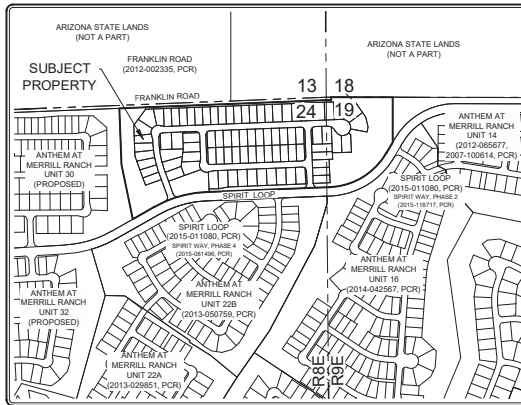 ARIZONA STATE LANDS
(NOT A PART)
FRANKLIN ROAD
(2012-002335, PCR)
ARIZONA STATE LANDS
(NOT A PART)
SUBJECT
PROPERTY
FRANKLIN ROAD
13 18
24 19
ANTHEM AT
MERRILL RANCH
UNIT 14
(2012-065677,
2007-100614, PCR)
ANTHEM AT
MERRILL RANCH
UNIT 30
(PROPOSED)
SPIRIT LOOP
SPIRIT LOOP
(2015-011080, PCR)
SPIRIT WAY, PHASE 2
(2015-118717, PCR)
SPIRIT LOOP
(2015-011080, PCR)
SPIRIT WAY, PHASE 4
(2015-081496, PCR)
ANTHEM AT
MERRILL RANCH
UNIT 16
(2014-042567, PCR)
ANTHEM AT
MERRILL RANCH
UNIT 22B
(2013-050759, PCR)
ANTHEM AT
MERRILL RANCH
UNIT 32
(PROPOSED)
ANTHEM AT
MERRILL RANCH
UNIT 22A
(2013-029851, PCR)
R8E
R9E